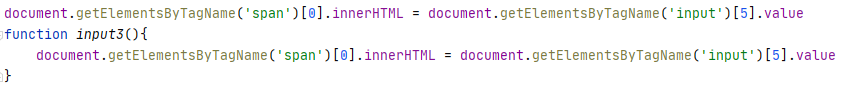 document.getElementsByTagName('span')[0].innerHTML = document.getElementsByTagName('input')[5].value
function input3(){
    document.getElementsByTagName('span')[0].innerHTML = document.getElementsByTagName('input')[5].value
}